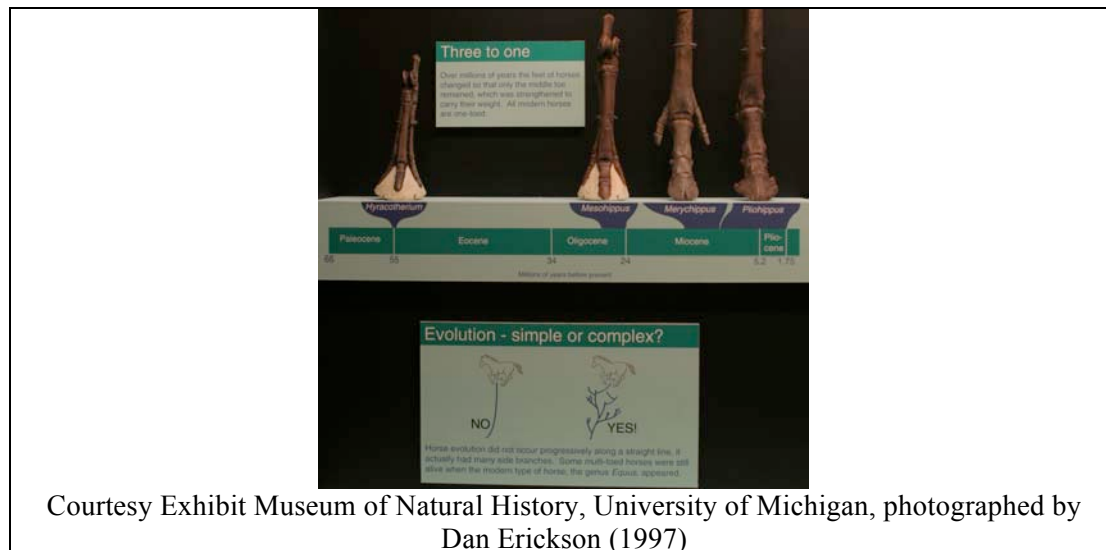 Three to one
Over millions of years the feet of horses
changed so that only the middle toe
remained, which was strengthened to
carry their weight. All modern horses
are one-toed.
Hyracotherium
Mesohippus
Merychippus
Pliohippus
Paleocene
Eocene
Oligocene
Miocene
Plio-
cene
65
55
34
24
5.2
1.75
Millions of years before present
Evolution - simple or complex?
NO
YES!
Horse evolution did not occur progressively along a straight line, it
actually had many side branches. Some multi-toed horses were still
alive when the modern type of horse, the genus Equus, appeared.
Courtesy Exhibit Museum of Natural History, University of Michigan, photographed by
Dan Erickson (1997)